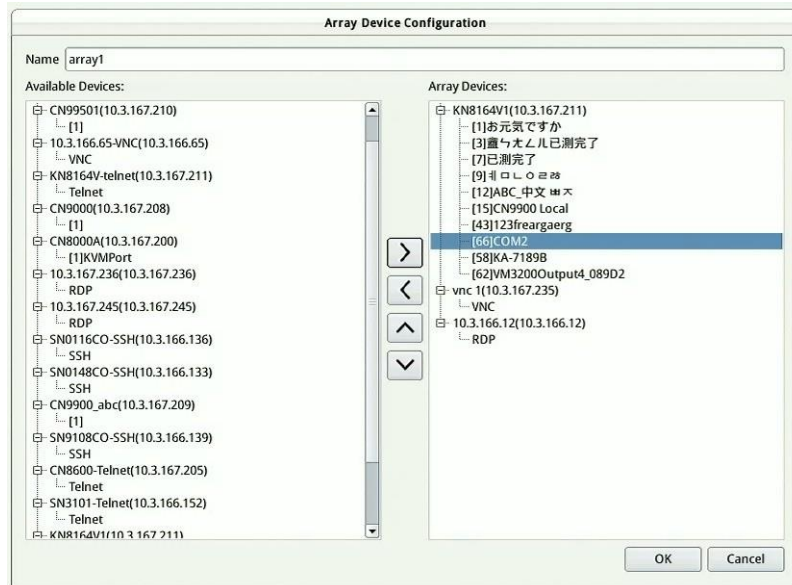 Array Device Configuration
Name array1
Available Devices:
CN99501(10.3.167.210)
[1]
10.3.166.65-VNC(10.3.166.65)
VNC
KN8164V-telnet(10.3.167.211)
Telnet
CN9000(10.3.167.208)
[1]
CN8000A(10.3.167.200)
[1]KVMPort
10.3.167.236(10.3.167.236)
RDP
10.3.167.245(10.3.167.245)
RDP
SN0116CO-SSH(10.3.166.136)
SSH
SN0148CO-SSH(10.3.166.133)
SSH
CN9900_abc(10.3.167.209)
[1]
SN9108CO-SSH(10.3.166.139)
SSH
CN8600-Telnet(10.3.167.205)
Telnet
SN3101-Telnet(10.3.166.152)
Telnet
KN8164V1(10.3.167.211)
Array Devices:
KN8164V1(10.3.167.211)
[1]お元気ですか
[7]已測完了
[12]ABC_中文 ㅃㅈ
[15]CN9900 Local
[43]123freargaerg
[66]COM2
[58]KA-7189B
[62]VM3200Output4_089D2
vnc 1(10.3.167.235)
VNC
10.3.166.12(10.3.166.12)
RDP
OK
Cancel